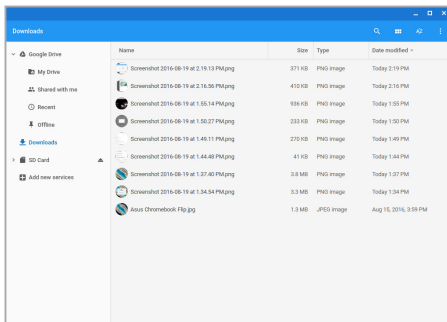 Downloads
Google Drive
My Drive
Shared with me
Recent
Offline
Downloads
SD Card
Add new services
Name Size Type Date modified
Screenshot 2016-08-19 at 2.19.13 PM.png 371 KB PNG image Today 2:19 PM
Screenshot 2016-08-19 at 2.16.56 PM.png 410 KB PNG image Today 2:16 PM
Screenshot 2016-08-19 at 1.55.14 PM.png 936 KB PNG image Today 1:55 PM
Screenshot 2016-08-19 at 1.50.27 PM.png 233 KB PNG image Today 1:50 PM
Screenshot 2016-08-19 at 1.49.11 PM.png 270 KB PNG image Today 1:49 PM
Screenshot 2016-08-19 at 1.44.48 PM.png 41 KB PNG image Today 1:44 PM
Screenshot 2016-08-19 at 1.37.40 PM.png 3.8 MB PNG image Today 1:37 PM
Screenshot 2016-08-19 at 1.34.54 PM.png 3.3 MB PNG image Today 1:34 PM
Asus Chromebook Flip.jpg 1.3 MB JPEG image Aug 15, 2016, 3:59 PM